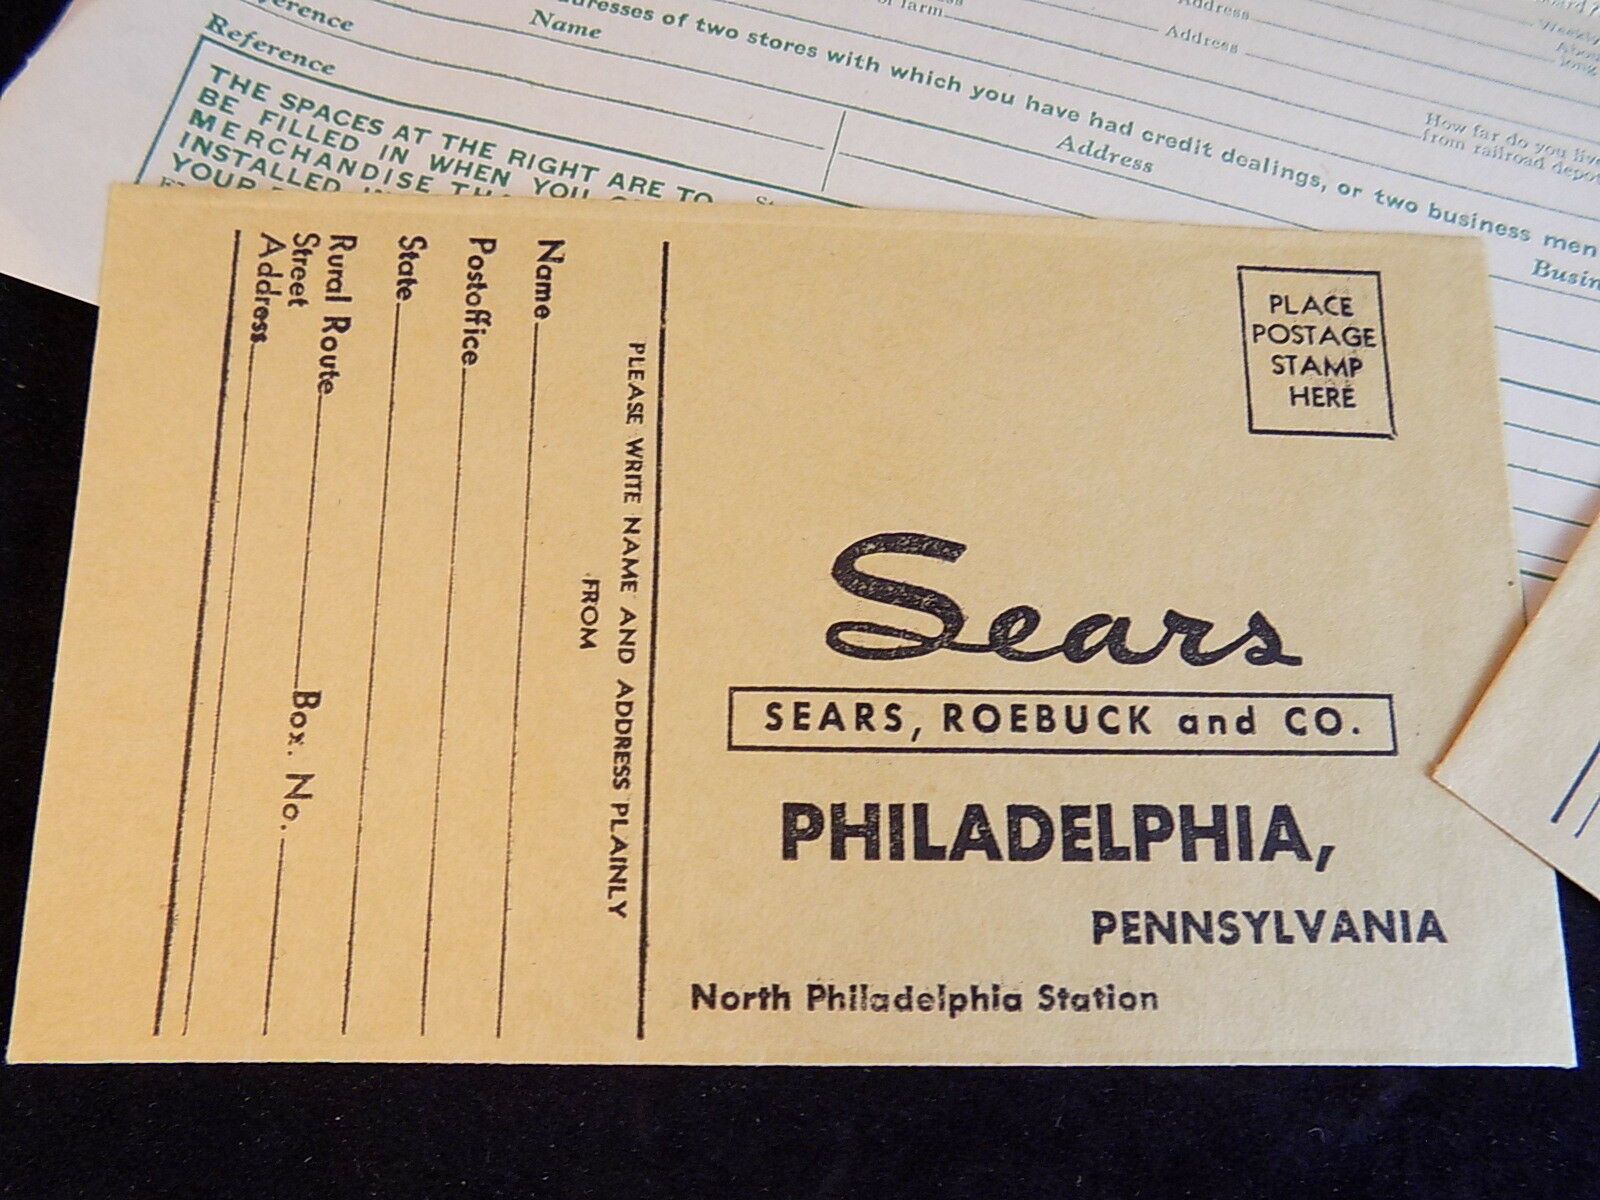 Address
Address
How far do you live
from railroad depot
dresses of two stores with which you have had credit dealings, or two business men
Name
Address
Busin
Reference
THE SPACES AT THE RIGHT ARE TO
BE FILLED IN WHEN YOU
MERCHANDISE
INSTALLED
YOUR
PLACE
POSTAGE
STAMP
HERE
Sears
SEARS, ROEBUCK and CO.
PHILADELPHIA,
PENNSYLVANIA
North Philadelphia Station
PLEASE WRITE NAME AND ADDRESS PLAINLY
FROM
Name
Postoffice
State
Rural Route
Street Box. No.
Address